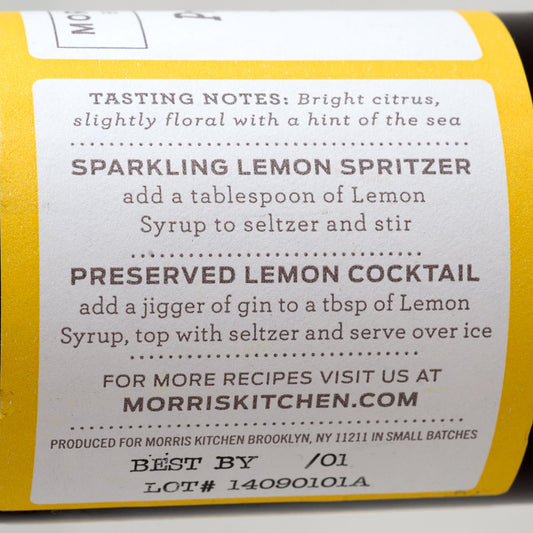 MOR
TASTING NOTES: Bright citrus,
slightly floral with a hint of the sea
SPARKLING LEMON SPRITZER
add a tablespoon of Lemon
Syrup to seltzer and stir
PRESERVED LEMON COCKTAIL
add a jigger of gin to a tbsp of Lemon
Syrup, top with seltzer and serve over ice
FOR MORE RECIPES VISIT US AT
MORRISKITCHEN.COM
PRODUCED FOR MORRIS KITCHEN BROOKLYN, NY 11211 IN SMALL BATCHES
BEST BY /01
LOT# 14090101A